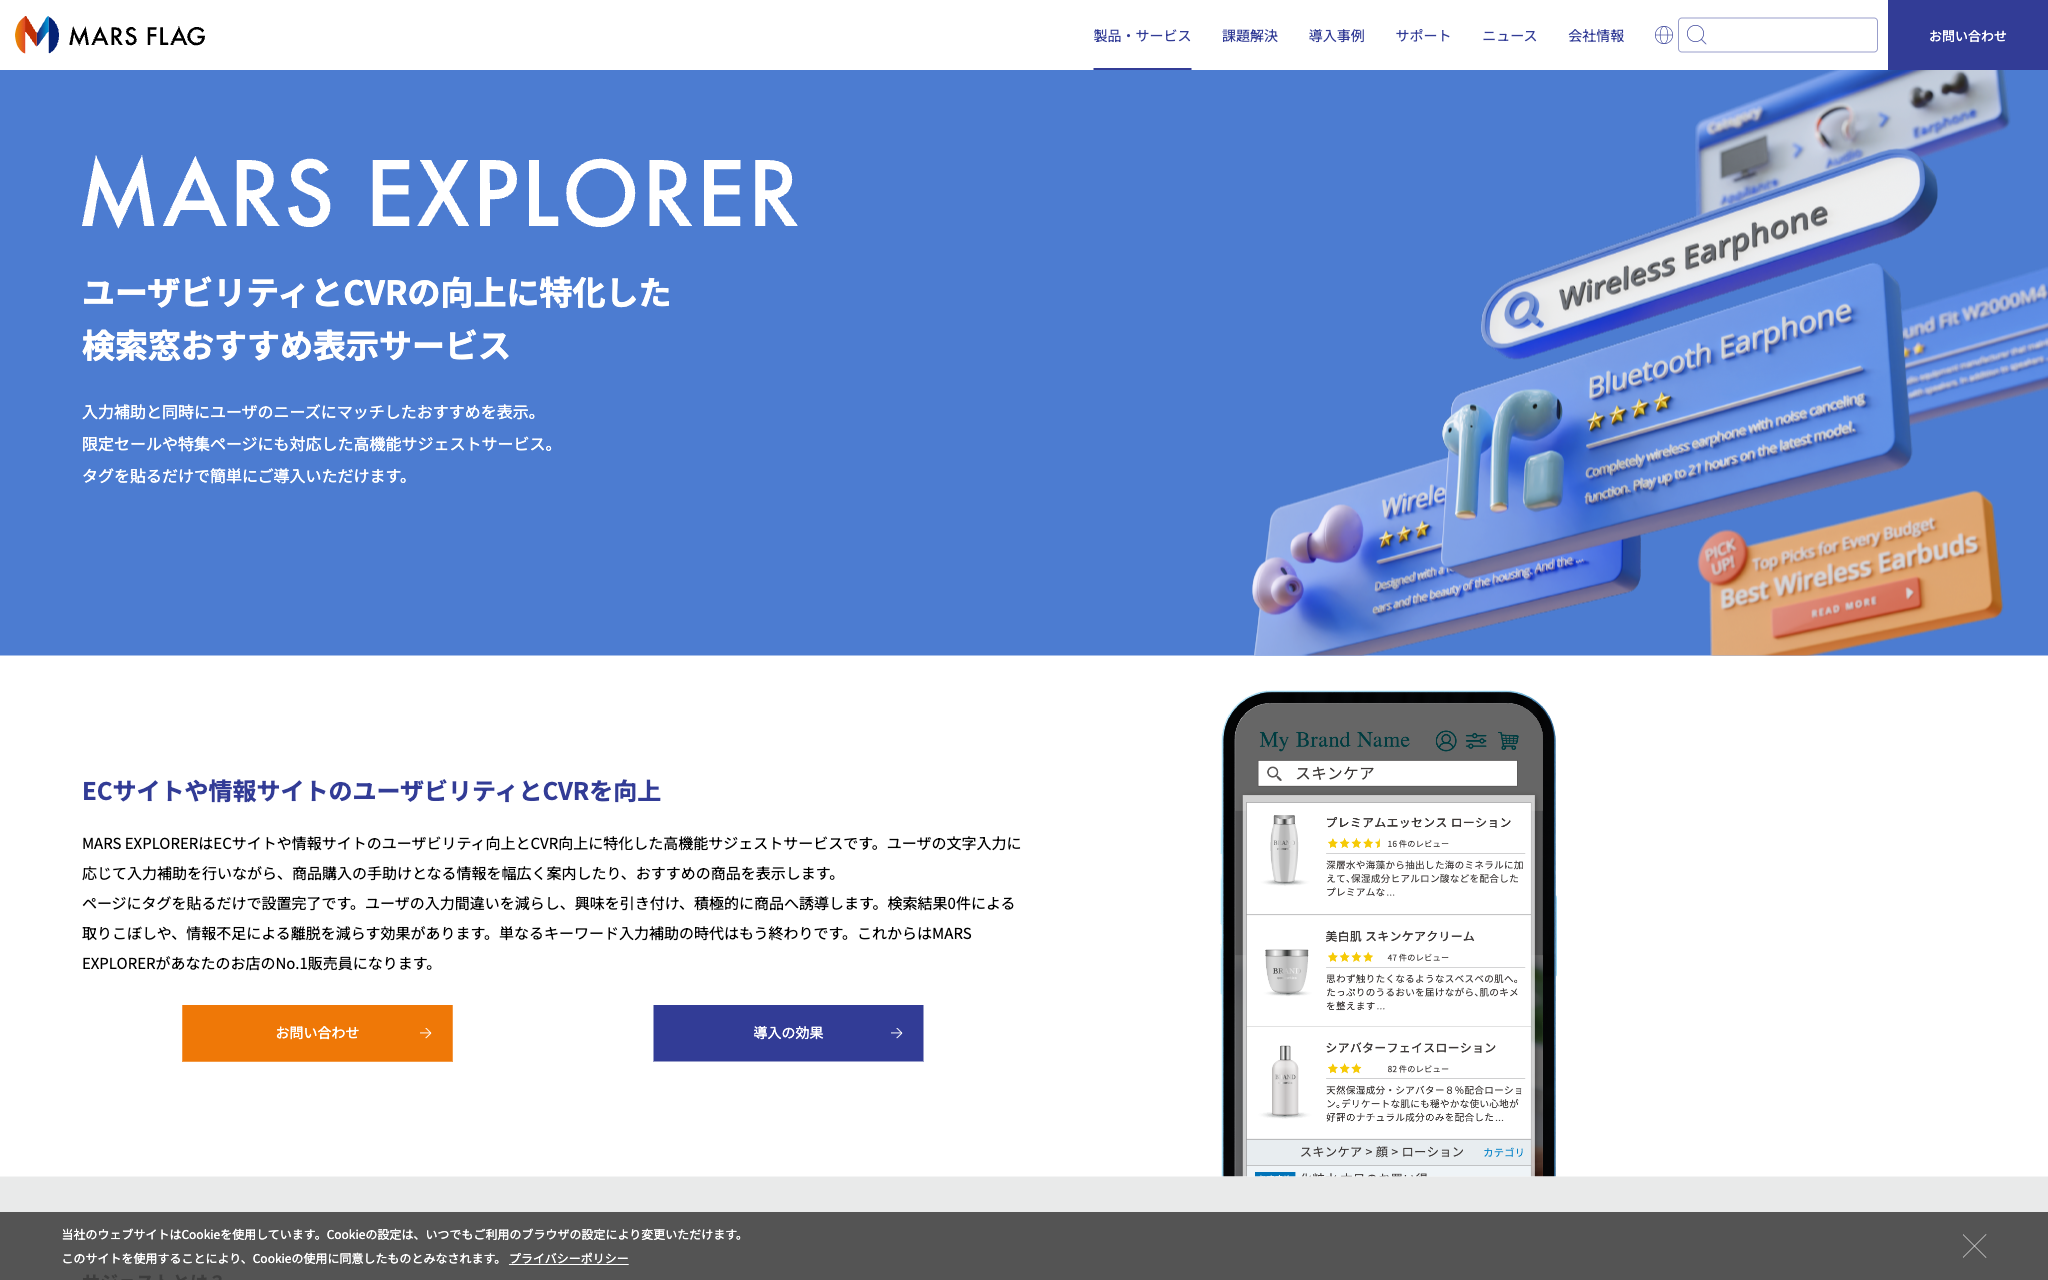 MARS FLAG
製品・サービス
課題解決
導入事例
サポート
ニュース
会社情報
お問い合わせ
MARS EXPLORER
ユーザビリティとCVRの向上に特化した
検索窓おすすめ表示サービス
入力補助と同時にユーザのニーズにマッチしたおすすめを表示。
限定セールや特集ページにも対応した高機能サジェストサービス。
タグを貼るだけで簡単にご導入いただけます。
Category
Appliance
Audio
Earphone
Wireless Earphone
Bluetooth Earphone
Completely wireless earphone with noise canceling
function. Play up to 21 hours on the latest model.
und Fit W2000M4
Designed with a
of the housing. And the ...
ears and the beauty
PICK UP!
Top Picks for Every Budget
Best Wireless Earbuds
READ MORE
ECサイトや情報サイトのユーザビリティとCVRを向上
MARS EXPLORERはECサイトや情報サイトのユーザビリティ向上とCVR向上に特化した高機能サジェストサービスです。ユーザの文字入力に
応じて入力補助を行いながら、商品購入の手助けとなる情報を幅広く案内したり、おすすめの商品を表示します。
ページにタグを貼るだけで設置完了です。ユーザの入力間違いを減らし、興味を引き付け、積極的に商品へ誘導します。検索結果0件による
取りこぼしや、情報不足による離脱を減らす効果があります。単なるキーワード入力補助の時代はもう終わりです。これからはMARS
EXPLORERがあなたのお店のNo.1販売員になります。
お問い合わせ
導入の効果
My Brand Name
スキンケア
プレミアムエッセンス ローション
16 件のレビュー
深層水や海藻から抽出した海のミネラルに加
えて、保湿成分ヒアルロン酸などを配合した
プレミアムな...
美白肌 スキンケアクリーム
47 件のレビュー
思わず触りたくなるようなスベスベの肌へ。
たっぷりのうるおいを届けながら、肌のキメ
を整えます...
シアバターフェイスローション
82 件のレビュー
天然保湿成分・シアバター８％配合ローショ
ン。デリケートな肌にも穏やかな使い心地が
好評のナチュラル成分のみを配合した...
スキンケア > 顔 > ローション カテゴリ
当社のウェブサイトはCookieを使用しています。Cookieの設定は、いつでもご利用のブラウザの設定により変更いただけます。
このサイトを使用することにより、Cookieの使用に同意したものとみなされます。 プライバシーポリシー